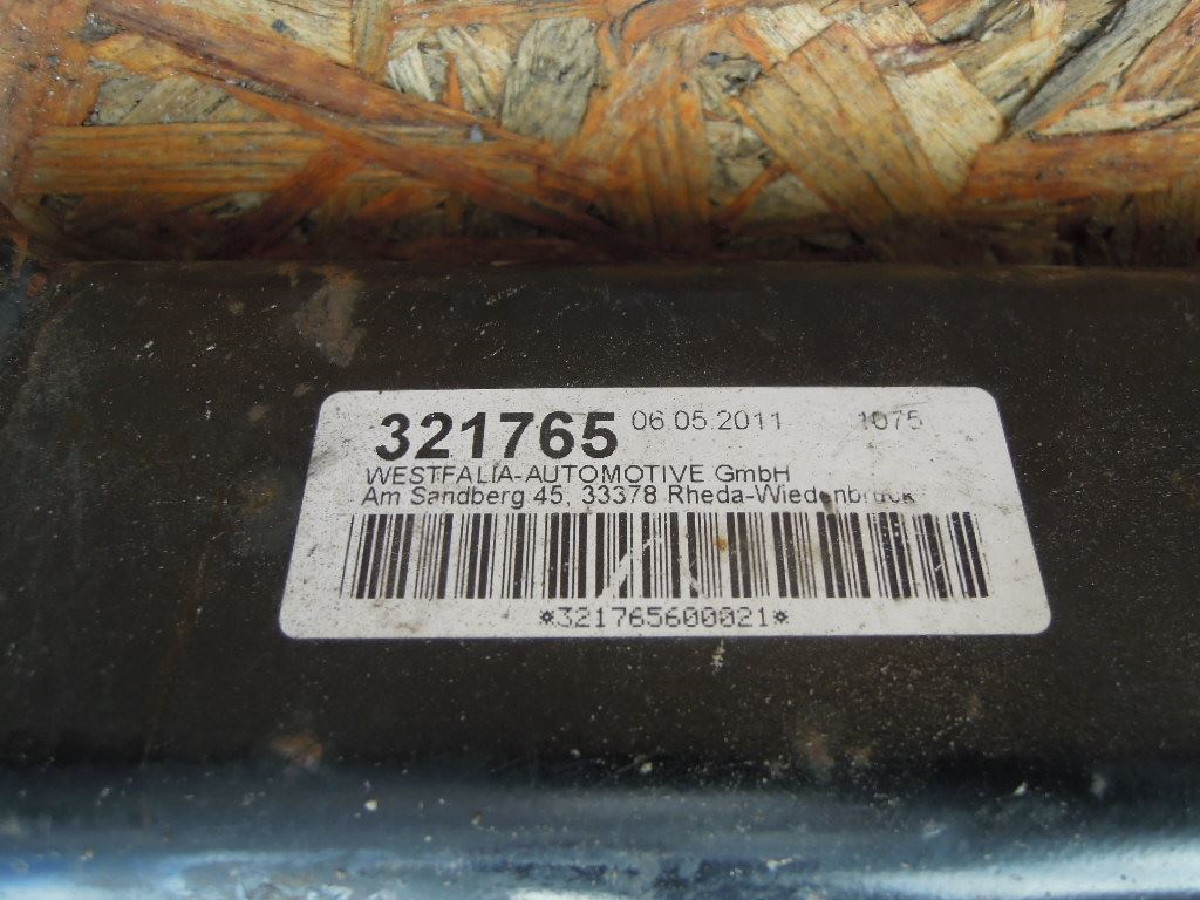 321765 06.05.2011 1075
WESTFALIA-AUTOMOTIVE GmbH
Am Sandberg 45, 33378 Rheda-Wiedenbrück
*321765600021*